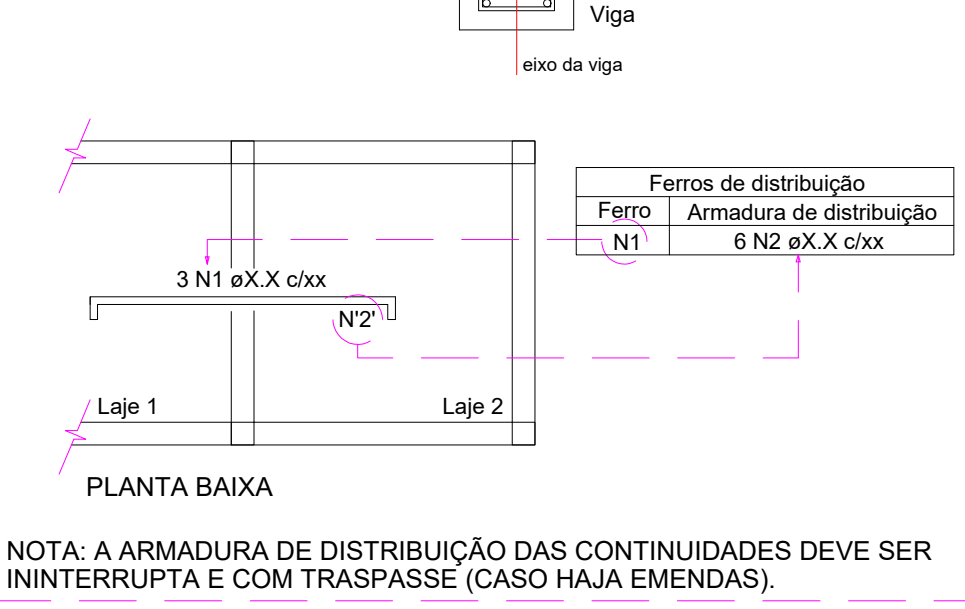 Viga
eixo da viga
Ferros de distribuição
Ferro Armadura de distribuição
N1 6 N2 øX.X c/xx
3 N1 øX.X c/xx
N'2'
Laje 1 Laje 2
PLANTA BAIXA
NOTA: A ARMADURA DE DISTRIBUIÇÃO DAS CONTINUIDADES DEVE SER
ININTERRUPTA E COM TRASPASSE (CASO HAJA EMENDAS).